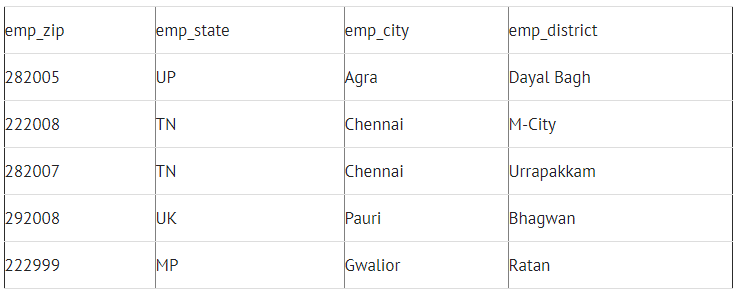 emp_zip emp_state emp_city emp_district
282005 UP Agra Dayal Bagh
222008 TN Chennai M-City
282007 TN Chennai Urrapakkam
292008 UK Pauri Bhagwan
222999 MP Gwalior Ratan